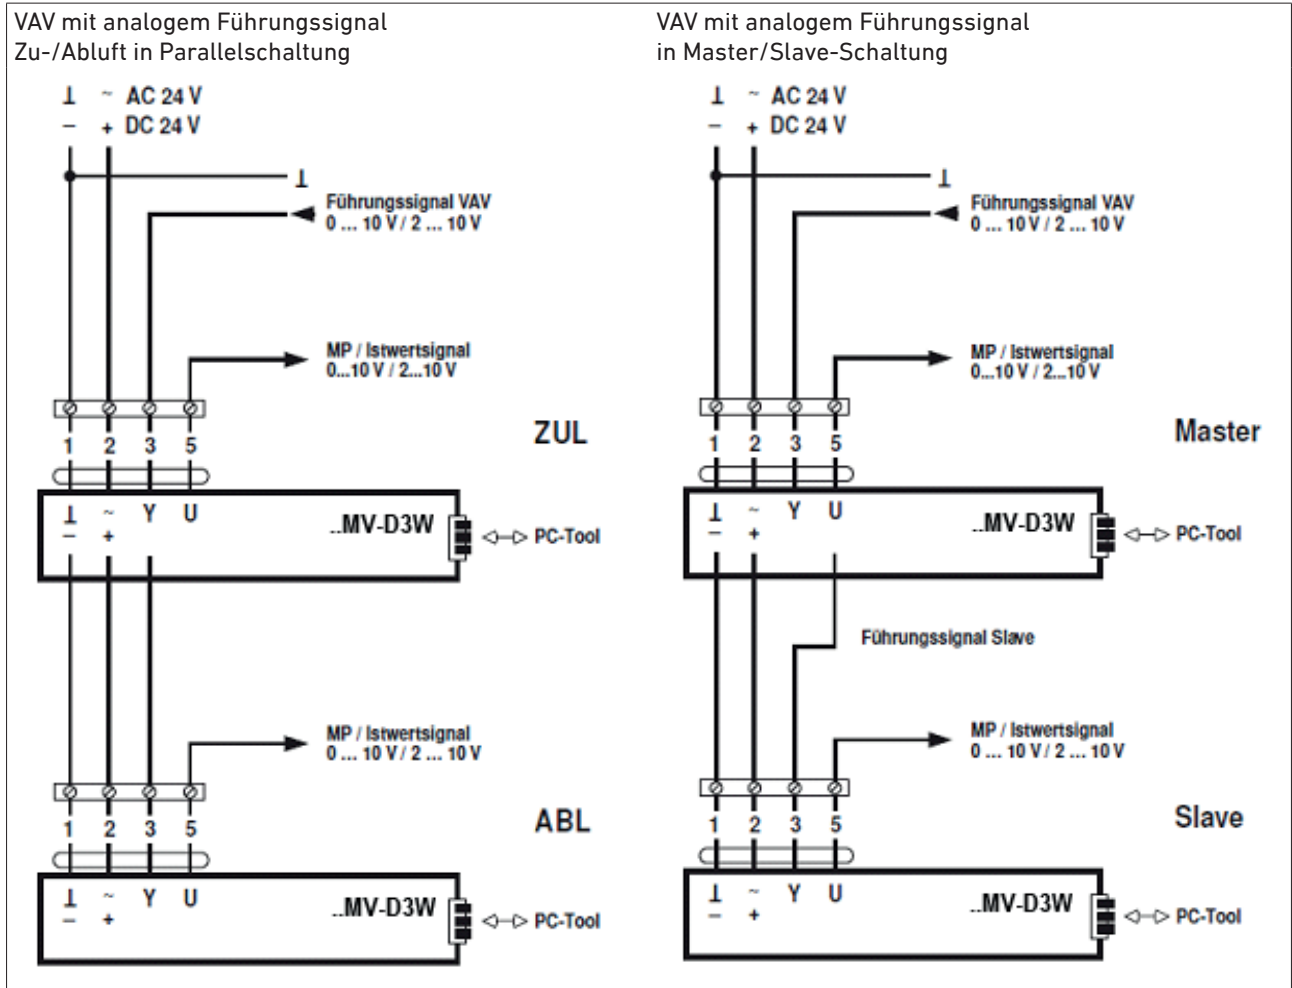 VAV mit analogem Führungssignal
Zu-/Abluft in Parallelschaltung
⊥ ~ AC 24 V
– + DC 24 V
⊥
Führungssignal VAV
0 ... 10 V / 2 ... 10 V
MP / Istwertsignal
0...10 V / 2...10 V
1 2 3 5
ZUL
⊥ ~ Y U
– +
..MV-D3W
PC-Tool
MP / Istwertsignal
0 ... 10 V / 2 ... 10 V
1 2 3 5
ABL
⊥ ~ Y U
– +
..MV-D3W
PC-Tool
VAV mit analogem Führungssignal
in Master/Slave-Schaltung
⊥ ~ AC 24 V
– + DC 24 V
⊥
Führungssignal VAV
0 ... 10 V / 2 ... 10 V
MP / Istwertsignal
0...10 V / 2...10 V
1 2 3 5
Master
⊥ ~ Y U
– +
..MV-D3W
PC-Tool
Führungssignal Slave
MP / Istwertsignal
0 ... 10 V / 2 ... 10 V
1 2 3 5
Slave
⊥ ~ Y U
– +
..MV-D3W
PC-Tool